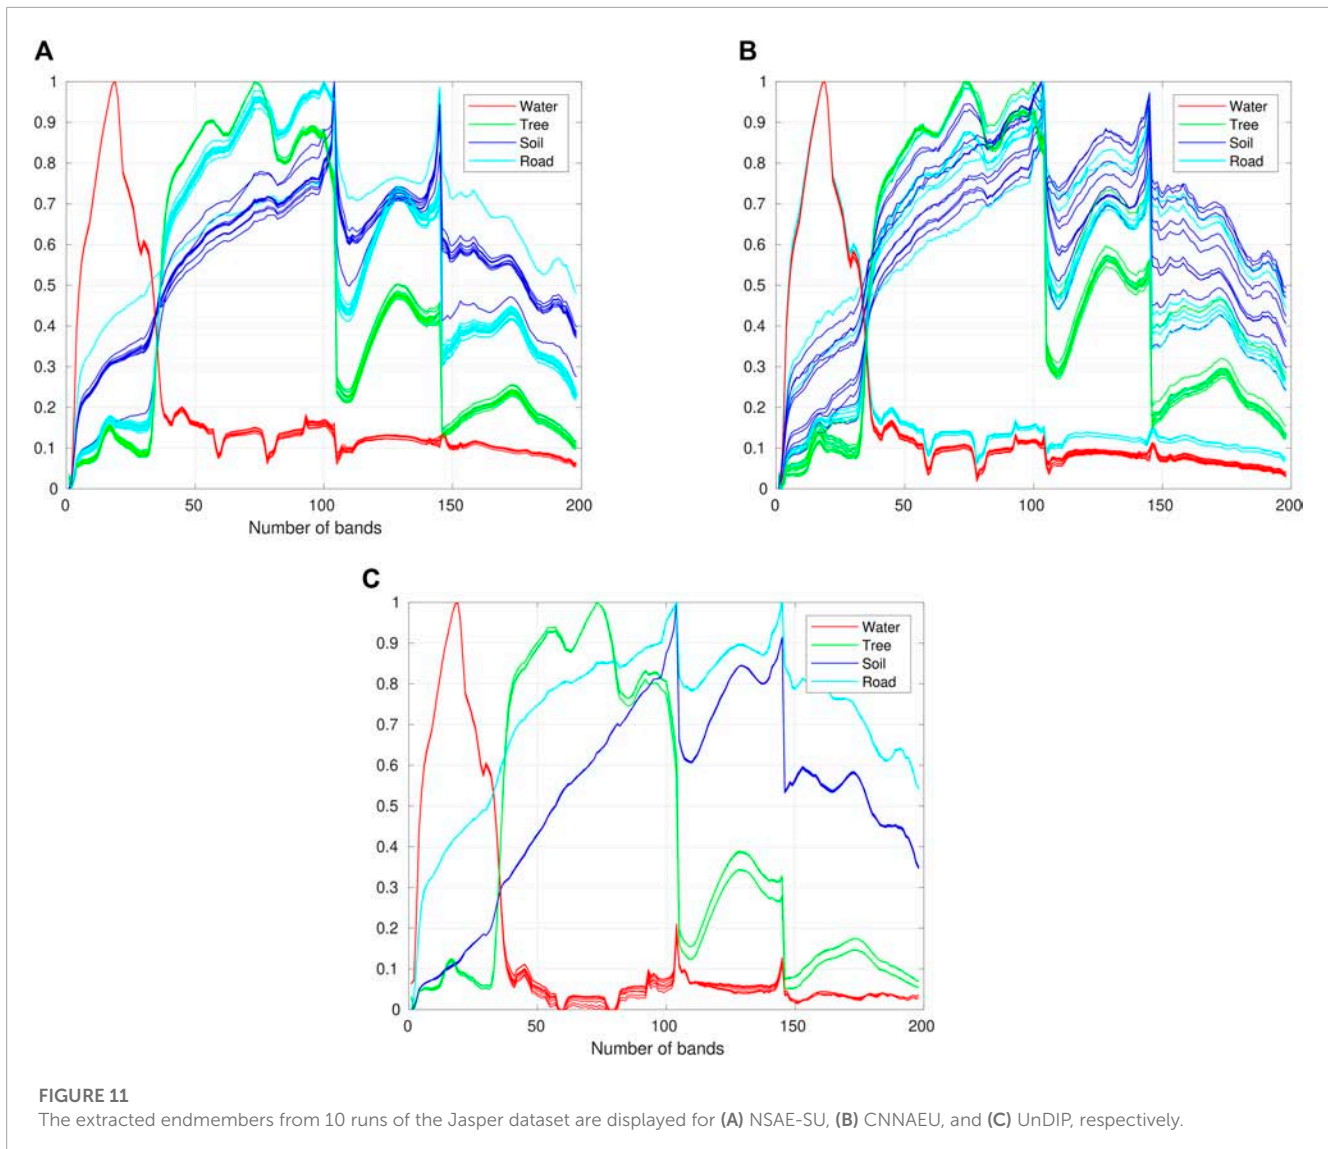 A
1
0.9
0.8
0.7
0.6
0.5
0.4
0.3
0.2
0.1
0
0 50 100 150 200
Number of bands
Water
Tree
Soil
Road
B
1
0.9
0.8
0.7
0.6
0.5
0.4
0.3
0.2
0.1
0
0 50 100 150 200
Number of bands
Water
Tree
Soil
Road
C
1
0.9
0.8
0.7
0.6
0.5
0.4
0.3
0.2
0.1
0
0 50 100 150 200
Number of bands
Water
Tree
Soil
Road
FIGURE 11
The extracted endmembers from 10 runs of the Jasper dataset are displayed for (A) NSAE-SU, (B) CNNAEU, and (C) UnDIP, respectively.